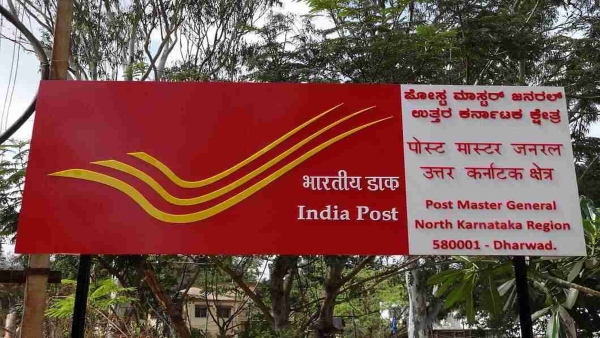 भारतीय डाक
India Post
ಪೋಸ್ಟ ಮಾಸ್ಟರ್ ಜನರಲ್
ಉತ್ತರ ಕರ್ನಾಟಕ ಕ್ಷೇತ್ರ
पोस्ट मास्टर जनरल
उत्तर कर्नाटक क्षेत्र
Post Master General
North Karnataka Region
580001 - Dharwad.